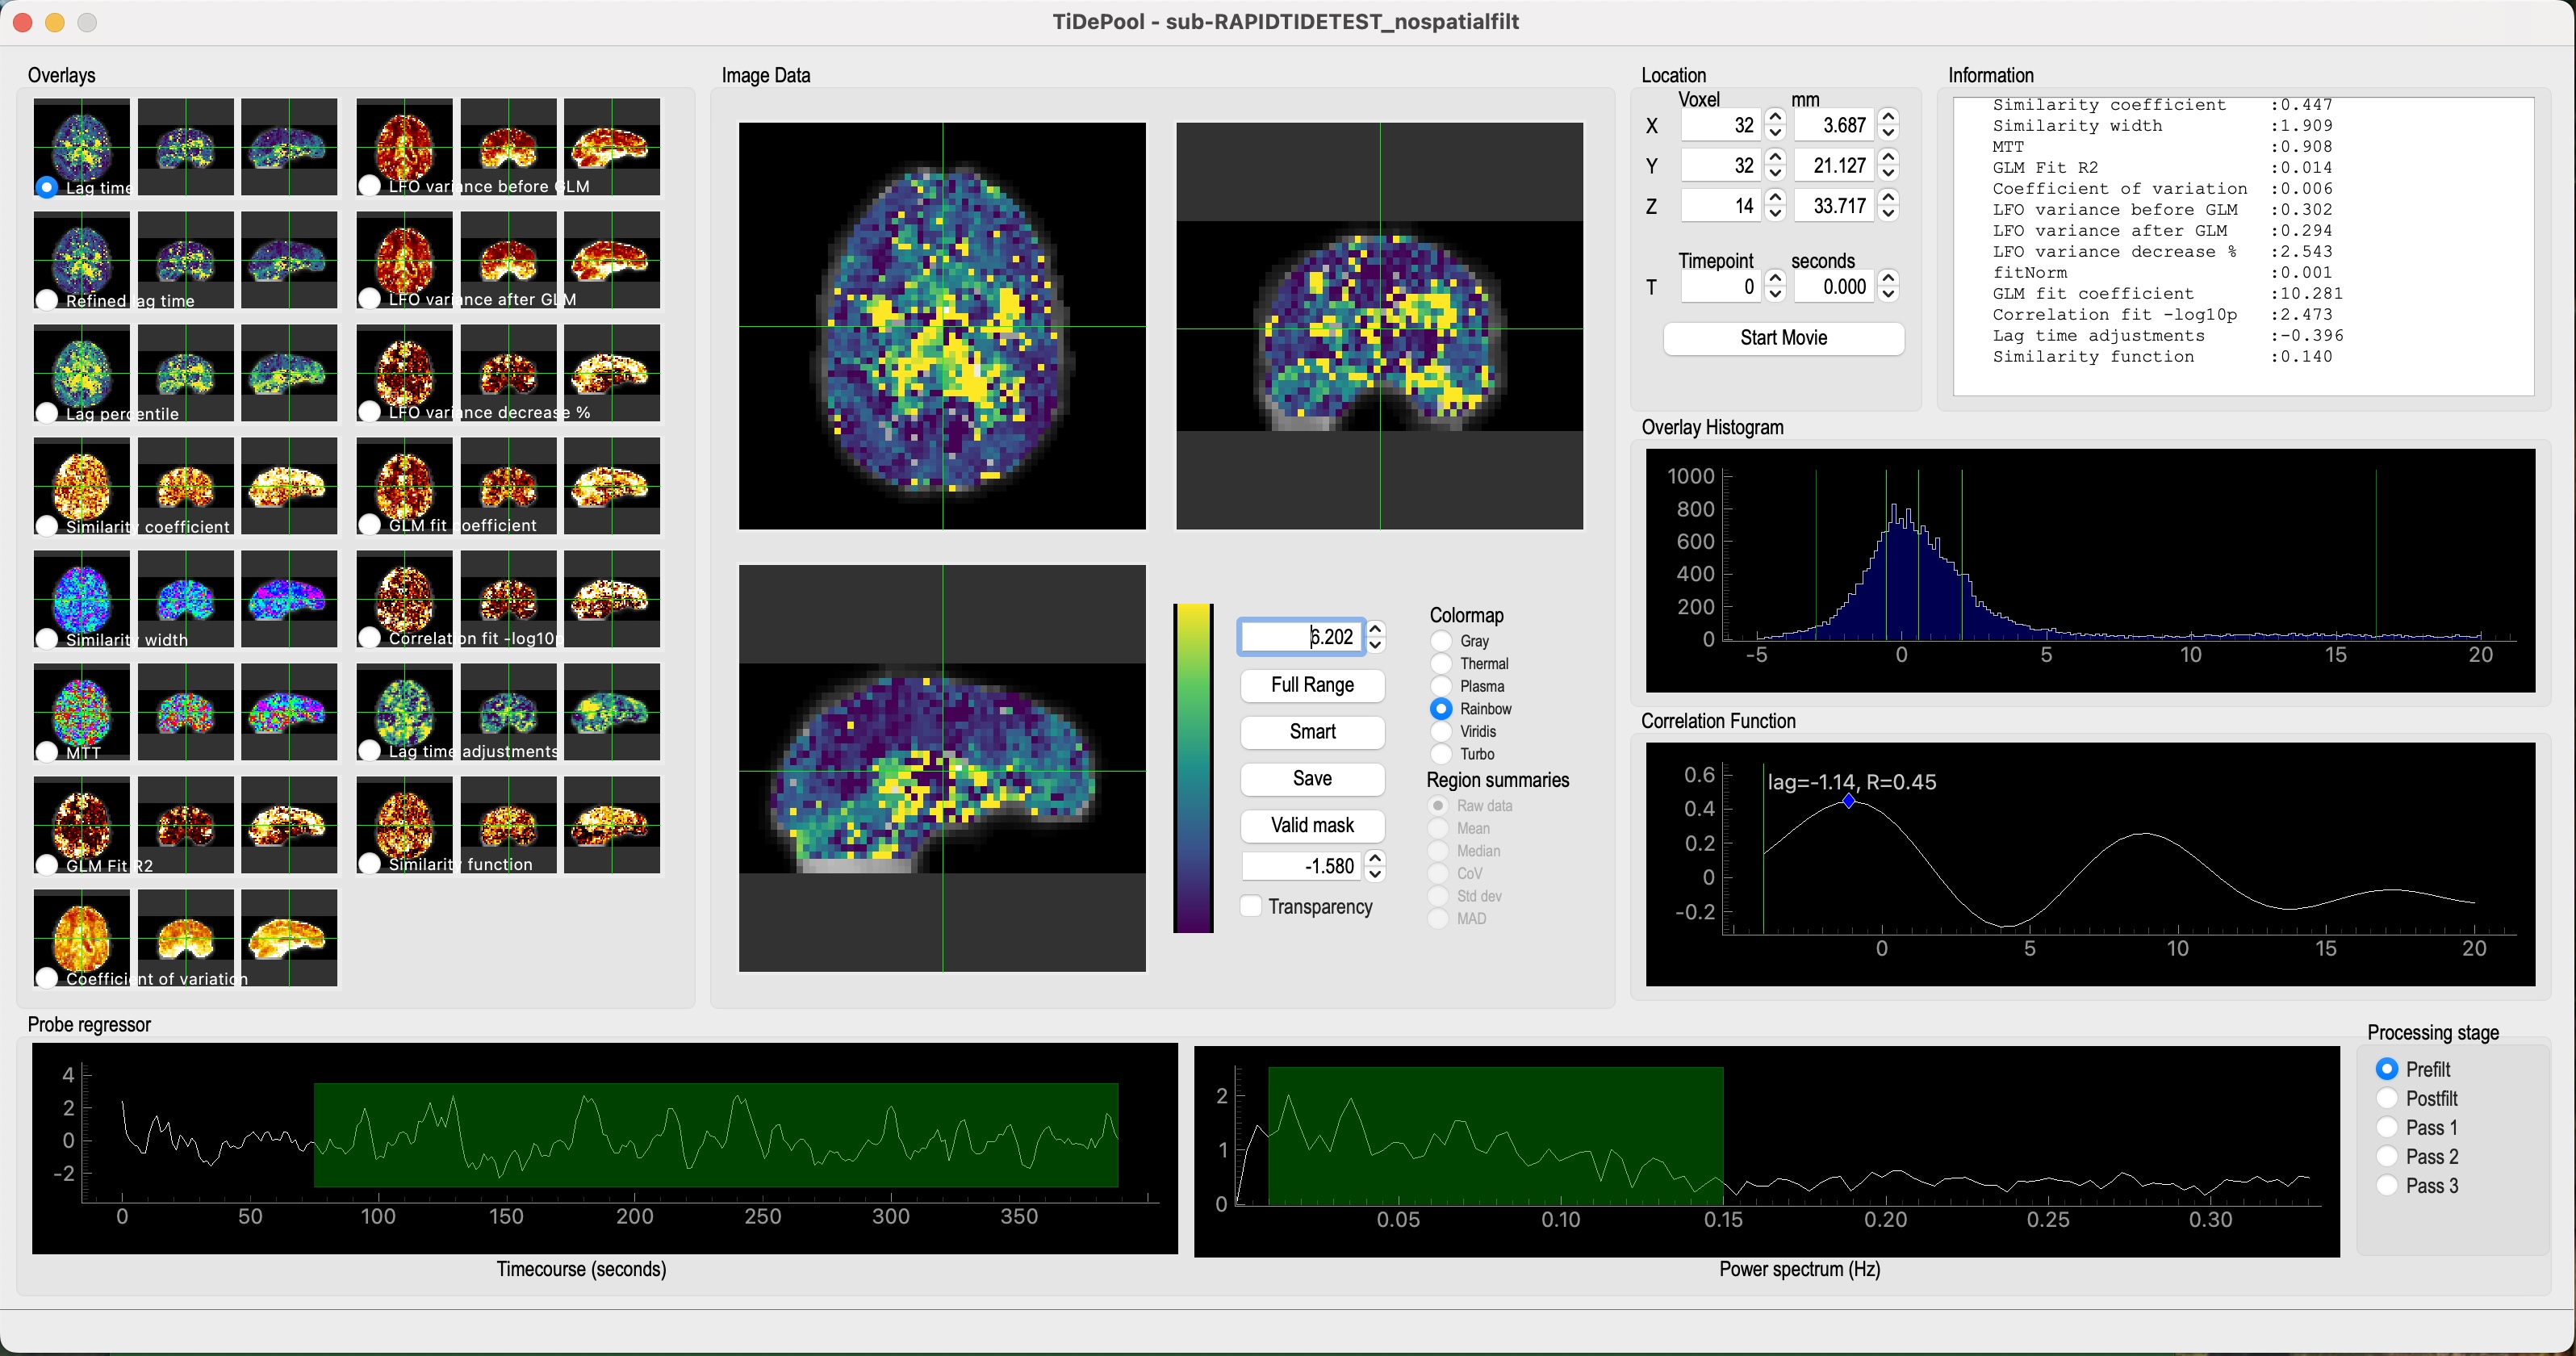 TiDePool - sub-RAPIDTIDETEST_nospatialfilt
Overlays
Lag time
LFO variance before GLM
Refined lag time
LFO variance after GLM
Lag percentile
LFO variance decrease %
Similarity coefficient
GLM fit coefficient
Similarity width
Correlation fit -log10p
MTT
Lag time adjustments
GLM Fit R2
Similarity function
Coefficient of variation
Image Data
6.202
Full Range
Smart
Save
Valid mask
-1.580
Transparency
Colormap
Gray
Thermal
Plasma
Rainbow
Viridis
Turbo
Region summaries
Raw data
Mean
Median
CoV
Std dev
MAD
Location
Voxel mm
X 32 3.687
Y 32 21.127
Z 14 33.717
Timepoint seconds
T 0 0.000
Start Movie
Information
Similarity coefficient :0.447
Similarity width :1.909
MTT :0.908
GLM Fit R2 :0.014
Coefficient of variation :0.006
LFO variance before GLM :0.302
LFO variance after GLM :0.294
LFO variance decrease % :2.543
fitNorm :0.001
GLM fit coefficient :10.281
Correlation fit -log10p :2.473
Lag time adjustments :-0.396
Similarity function :0.140
Overlay Histogram
1000
800
600
400
200
0
-5 0 5 10 15 20
Correlation Function
lag=-1.14, R=0.45
0.6
0.4
0.2
0
-0.2
0 5 10 15 20
Probe regressor
4
2
0
-2
0 50 100 150 200 250 300 350
Timecourse (seconds)
2
1
0
0.05 0.10 0.15 0.20 0.25 0.30
Power spectrum (Hz)
Processing stage
Prefilt
Postfilt
Pass 1
Pass 2
Pass 3